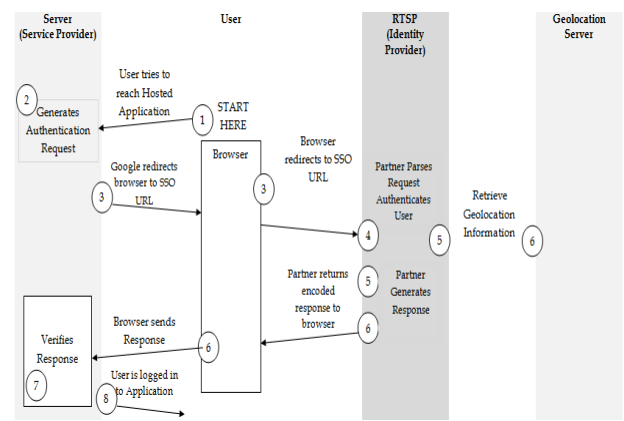 Server
(Service Provider)
User
RTSP
(Identity
Provider)
Geolocation
Server
2
Generates
Authentication
Request
User tries to
reach Hosted
Application
1
START
HERE
Browser
3
Google redirects
browser to SSO
URL
3
Browser
redirects to SSO
URL
Partner Parses
Request
Authenticates
User
4
5
Retrieve
Geolocation
Information
6
Partner returns
encoded
response to
browser
5
Partner
Generates
Response
6
Browser sends
Response
6
Verifies
Response
7
User is logged in
to Application
8